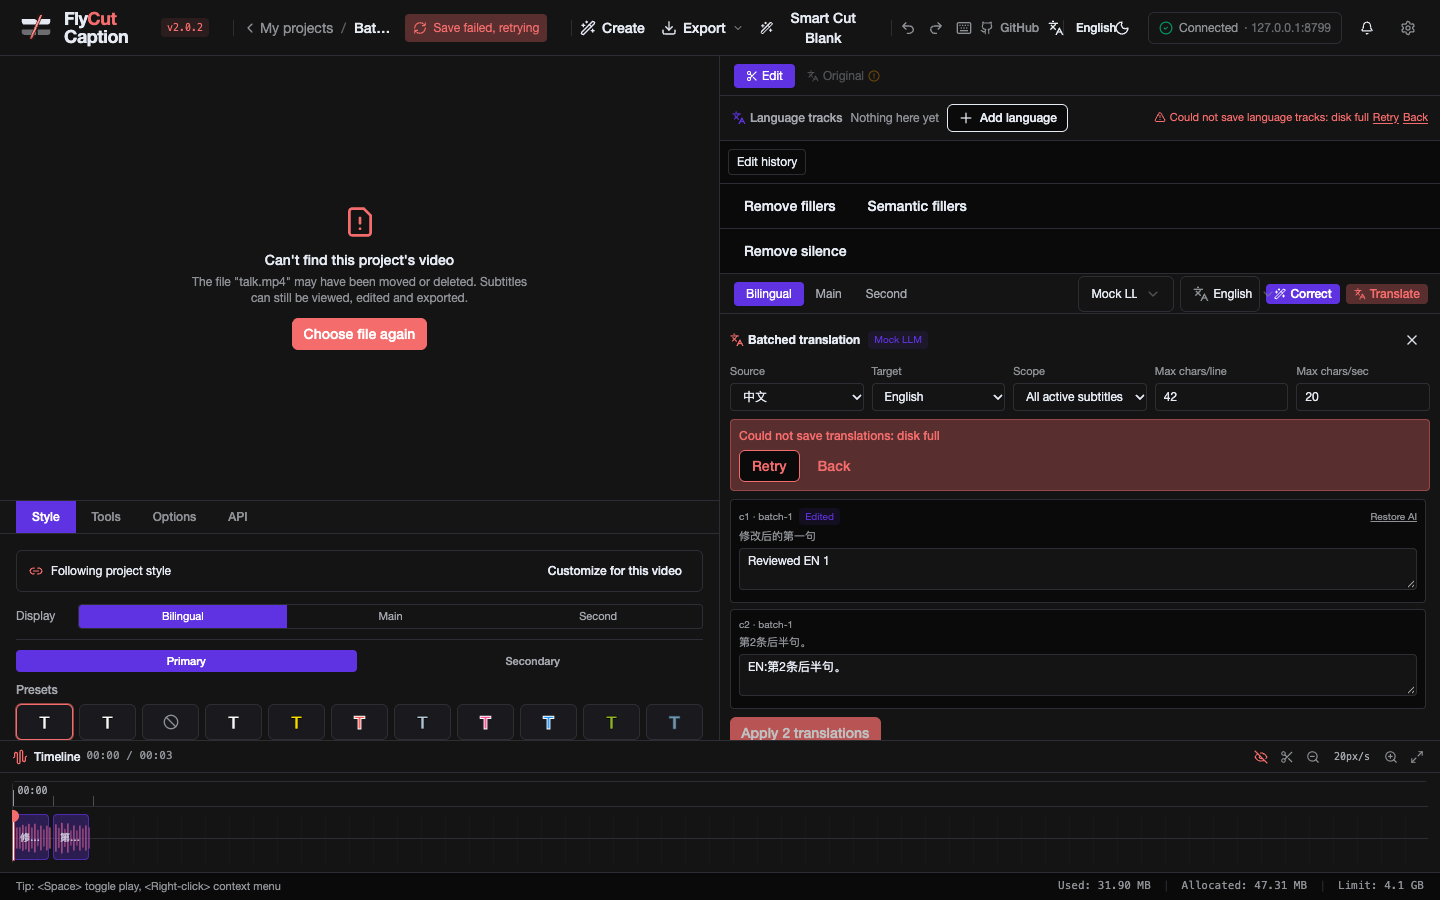 FlyCut
Caption
v2.0.2
My projects / Bat...
Save failed, retrying
Create
Export
Smart Cut
Blank
GitHub
English
Connected · 127.0.0.1:8799
Can't find this project's video
The file "talk.mp4" may have been moved or deleted. Subtitles
can still be viewed, edited and exported.
Choose file again
Style
Tools
Options
API
Following project style
Customize for this video
Display
Bilingual
Main
Second
Primary
Secondary
Presets
T T T T T T T T T T
Edit
Original
Language tracks
Nothing here yet
Add language
Could not save language tracks: disk full Retry Back
Edit history
Remove fillers
Semantic fillers
Remove silence
Bilingual
Main
Second
Mock LL
English
Correct
Translate
Batched translation
Mock LLM
Source
Target
Scope
Max chars/line
Max chars/sec
中文
English
All active subtitles
42
20
Could not save translations: disk full
Retry
Back
c1 · batch-1
Edited
Restore AI
修改后的第一句
Reviewed EN 1
c2 · batch-1
第2条后半句。
EN:第2条后半句。
Apply 2 translations
Timeline
00:00 / 00:03
20px/s
00:00
修...
第...
Tip: <Space> toggle play, <Right-click> context menu
Used: 31.90 MB | Allocated: 47.31 MB | Limit: 4.1 GB